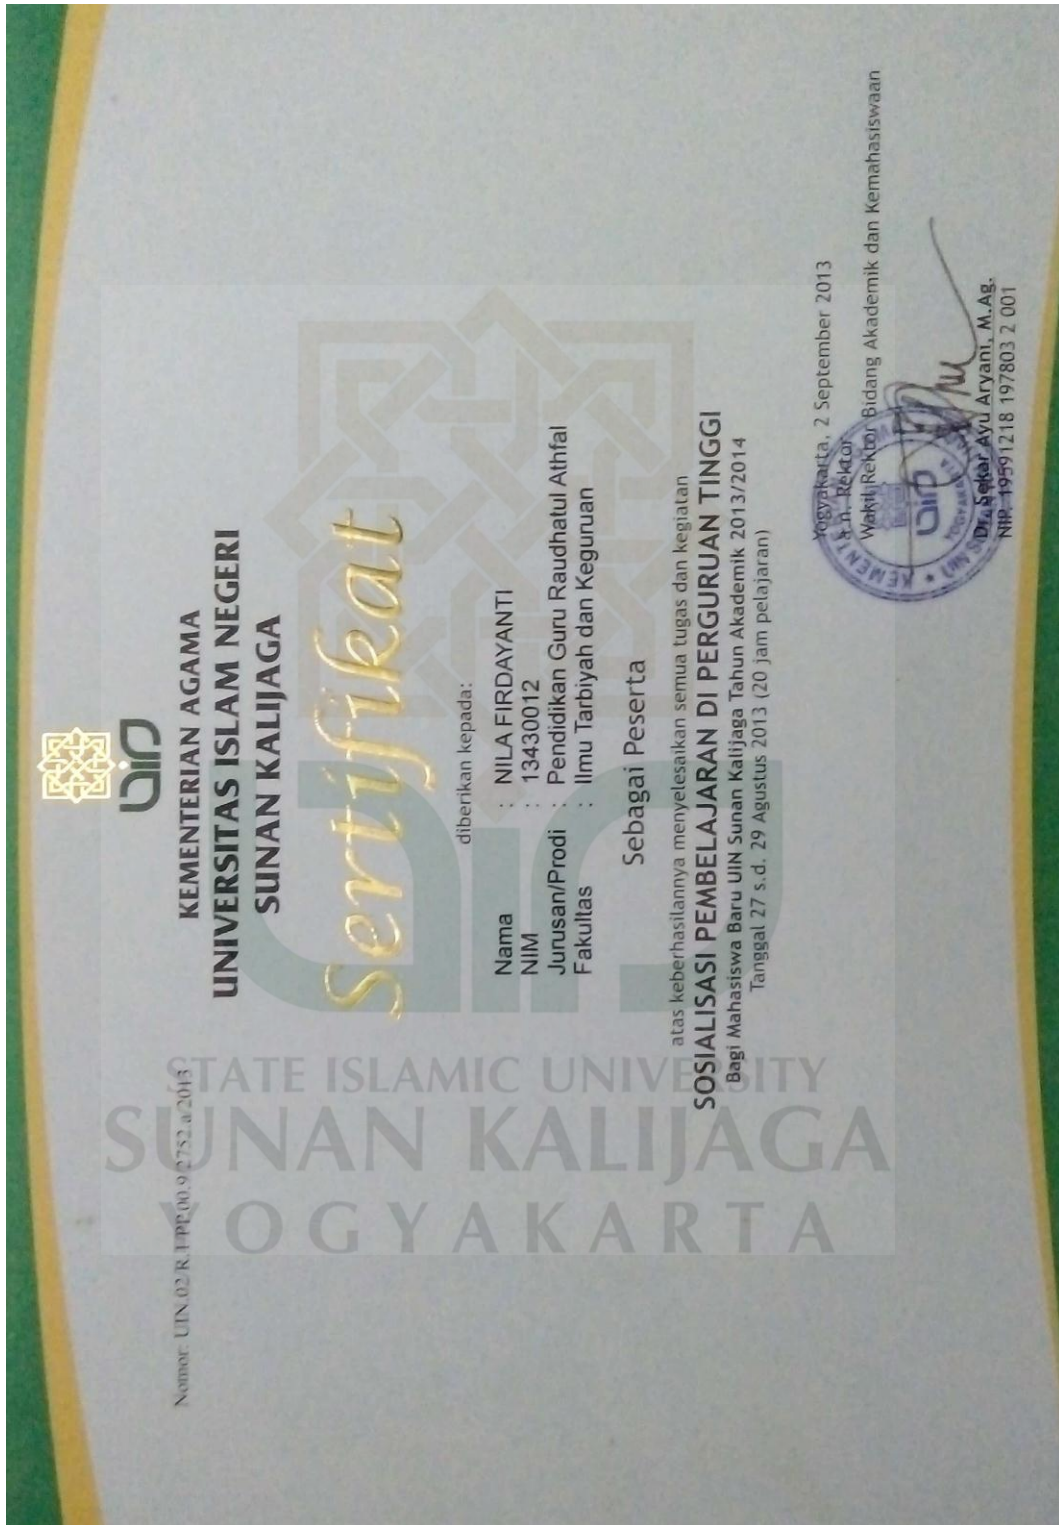 Nomor: UIN.02/R.1-PP.00.9/2752.a/2013
UIN
KEMENTERIAN AGAMA
UNIVERSITAS ISLAM NEGERI
SUNAN KALIJAGA
Sertifikat
diberikan kepada:
Nama : NILA FIRDAYANTI
NIM : 13430012
Jurusan/Prodi : Pendidikan Guru Raudhatul Athfal
Fakultas : Ilmu Tarbiyah dan Keguruan
Sebagai Peserta
atas keberhasilannya menyelesaikan semua tugas dan kegiatan
SOSIALISASI PEMBELAJARAN DI PERGURUAN TINGGI
Bagi Mahasiswa Baru UIN Sunan Kalijaga Tahun Akademik 2013/2014
Tanggal 27 s.d. 29 Agustus 2013 (20 jam pelajaran)
Yogyakarta, 2 September 2013
a.n. Rektor
Wakil Rektor Bidang Akademik dan Kemahasiswaan
Dr. Sekar Ayu Aryani, M.Ag.
NIP. 19591218 197803 2 001
UIN
STATE ISLAMIC UNIVERSITY
SUNAN KALIJAGA
YOGYAKARTA